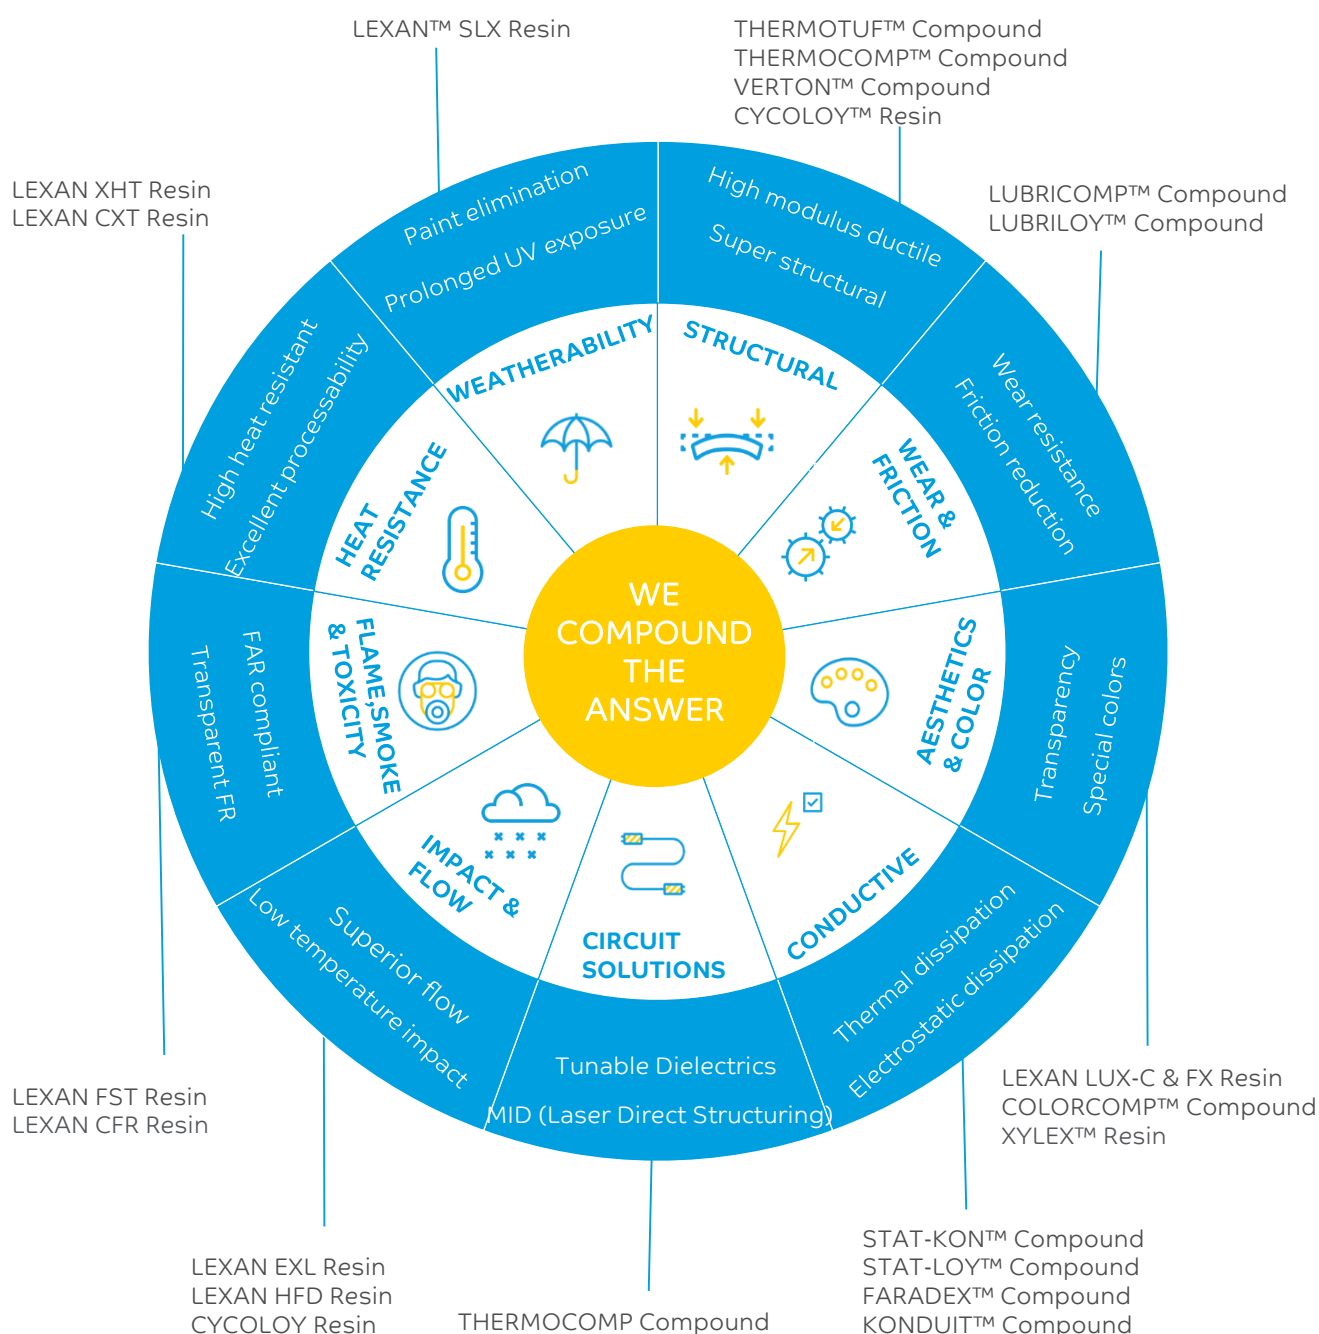 LEXAN™ SLX Resin
THERMOTUF™ Compound
THERMOCOMP™ Compound
VERTON™ Compound
CYCOLOY™ Resin
LEXAN XHT Resin
LEXAN CXT Resin
LUBRICOMP™ Compound
LUBRILOY™ Compound
Paint elimination
Prolonged UV exposure
High modulus ductile
Super structural
High heat resistant
Excellent processability
Wear resistance
Friction reduction
WEATHERABILITY
STRUCTURAL
HEAT
RESISTANCE
WEAR &
FRICTION
WE
COMPOUND
THE
ANSWER
FLAME,SMOKE
& TOXICITY
FAR compliant
Transparent FR
AESTHETICS
& COLOR
Transparency
Special colors
IMPACT &
FLOW
Superior flow
Low temperature impact
CIRCUIT
SOLUTIONS
Tunable Dielectrics
MID (Laser Direct Structuring)
CONDUCTIVE
Thermal dissipation
Electrostatic dissipation
LEXAN FST Resin
LEXAN CFR Resin
LEXAN LUX-C & FX Resin
COLORCOMP™ Compound
XYLEX™ Resin
LEXAN EXL Resin
LEXAN HFD Resin
CYCOLOY Resin
THERMOCOMP Compound
STAT-KON™ Compound
STAT-LOY™ Compound
FARADEX™ Compound
KONDUIT™ Compound